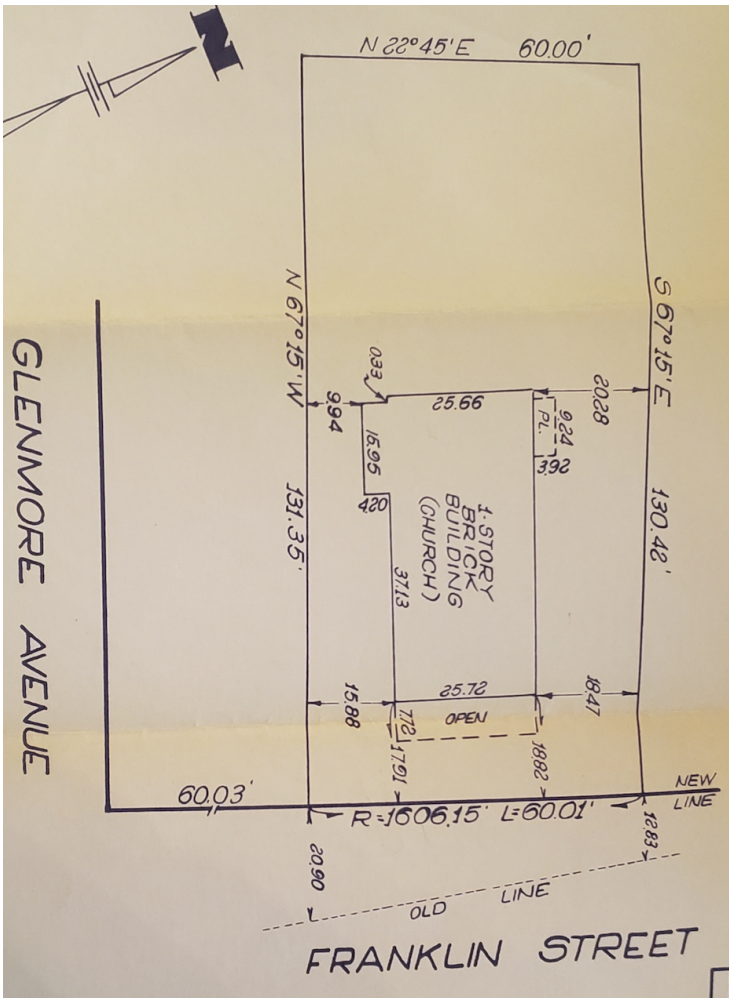 N
N 22°45'E 60.00'
N 67°15'W 131.35'
S 67°15'E 130.42'
0.33
25.66
20.28
9.94
9.24
PL.
3.92
15.95
4.20
1·STORY
BRICK
BUILDING
(CHURCH)
37.13
25.72
18.47
15.88
7.72
OPEN
17.91
18.82
GLENMORE AVENUE
60.03'
R=1606.15' L=60.01'
NEW
LINE
12.83
20.90
OLD LINE
FRANKLIN STREET